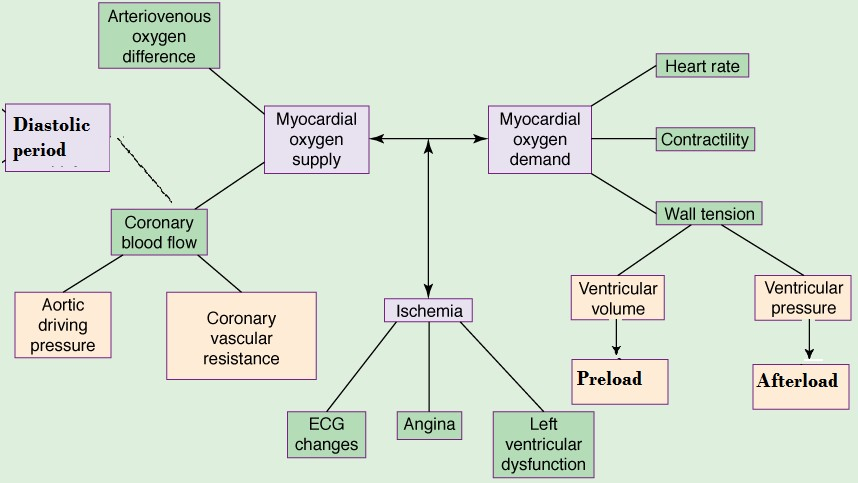 Arteriovenous
oxygen
difference
Diastolic
period
Myocardial
oxygen
supply
Myocardial
oxygen
demand
Heart rate
Contractility
Wall tension
Coronary
blood flow
Aortic
driving
pressure
Coronary
vascular
resistance
Ischemia
Ventricular
volume
Ventricular
pressure
Preload
Afterload
ECG
changes
Angina
Left
ventricular
dysfunction